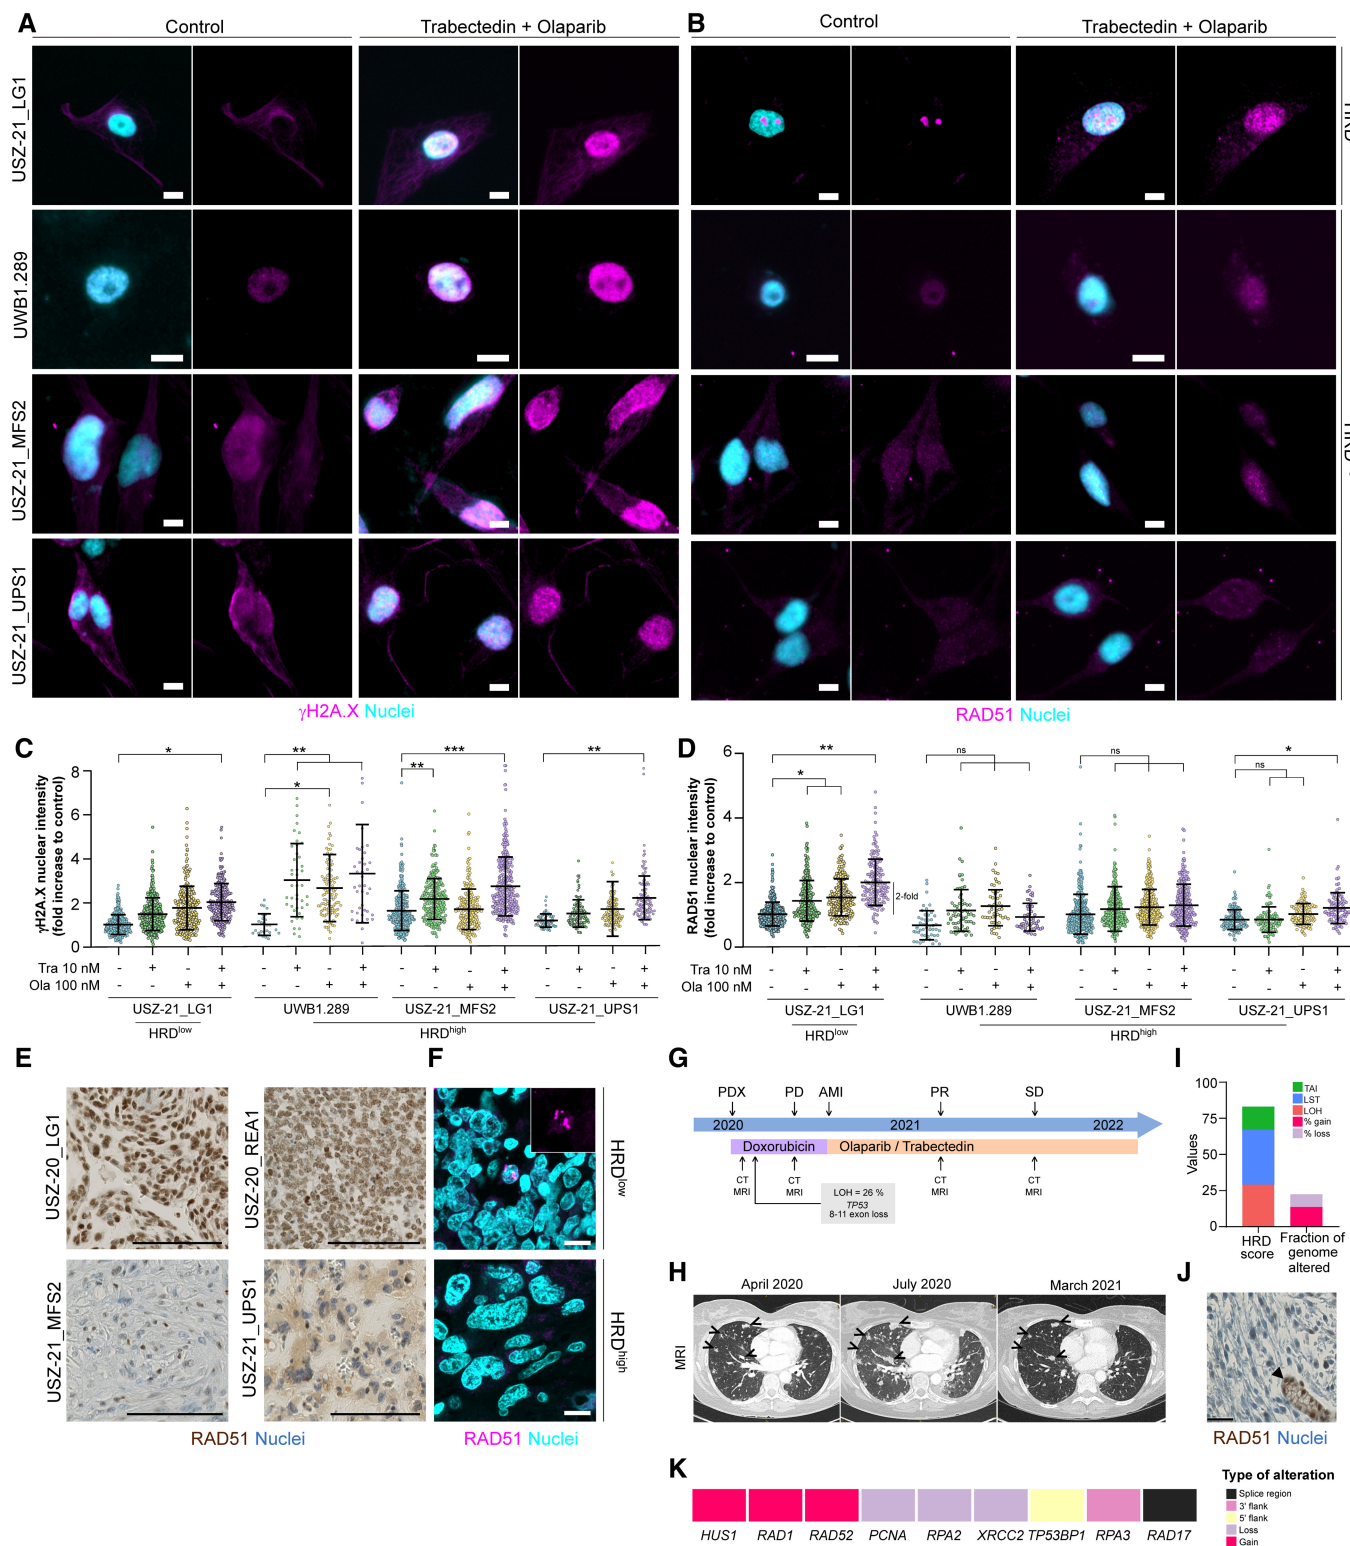 A
Control
Trabectedin + Olaparib
USZ-21_LG1
UWB1.289
USZ-21_MFS2
USZ-21_UPS1
γH2A.X Nuclei
B
Control
Trabectedin + Olaparib
RAD51 Nuclei
C
γH2A.X nuclear intensity
(fold increase to control)
8
6
4
2
0
*
**
*
***
**
**
Tra 10 nM - + - + - + - + - + - + - + - +
Ola 100 nM - - + + - - + + - - + + - - + +
USZ-21_LG1
UWB1.289
USZ-21_MFS2
USZ-21_UPS1
HRDlow
HRDhigh
D
RAD51 nuclear intensity
(fold increase to control)
6
4
2
0
**
*
2-fold
ns
ns
*
ns
Tra 10 nM - + - + - + - + - + - + - + - +
Ola 100 nM - - + + - - + + - - + + - - + +
USZ-21_LG1
UWB1.289
USZ-21_MFS2
USZ-21_UPS1
HRDlow
HRDhigh
E
USZ-20_LG1
USZ-20_REA1
USZ-21_MFS2
USZ-21_UPS1
RAD51 Nuclei
F
HRDlow
HRDhigh
RAD51 Nuclei
G
PDX PD AMI PR SD
2020 2021 2022
Doxorubicin Olaparib / Trabectedin
CT CT CT CT
MRI MRI MRI MRI
LOH = 26 %
TP53
8-11 exon loss
H
April 2020 July 2020 March 2021
MRI
I
Values
100
75
50
25
0
TAI
LST
LOH
% gain
% loss
HRD
score
Fraction of
genome
altered
J
RAD51 Nuclei
K
HUS1 RAD1 RAD52 PCNA RPA2 XRCC2 TP53BP1 RPA3 RAD17
Type of alteration
Splice region
3' flank
5' flank
Loss
Gain